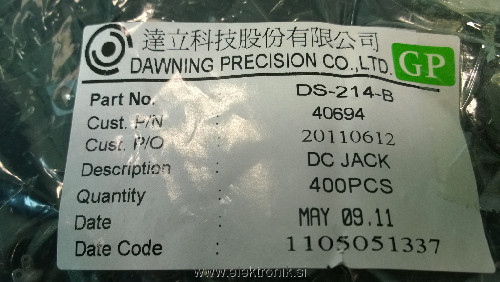 達立科技股份有限公司
DAWNING PRECISION CO.,LTD.
GP
Part No. : DS-214-B
Cust. P/N : 40694
Cust. P/O : 20110612
Description : DC JACK
Quantity : 400PCS
Date : MAY 09.11
Date Code : 1105051337
www.elektronik.si